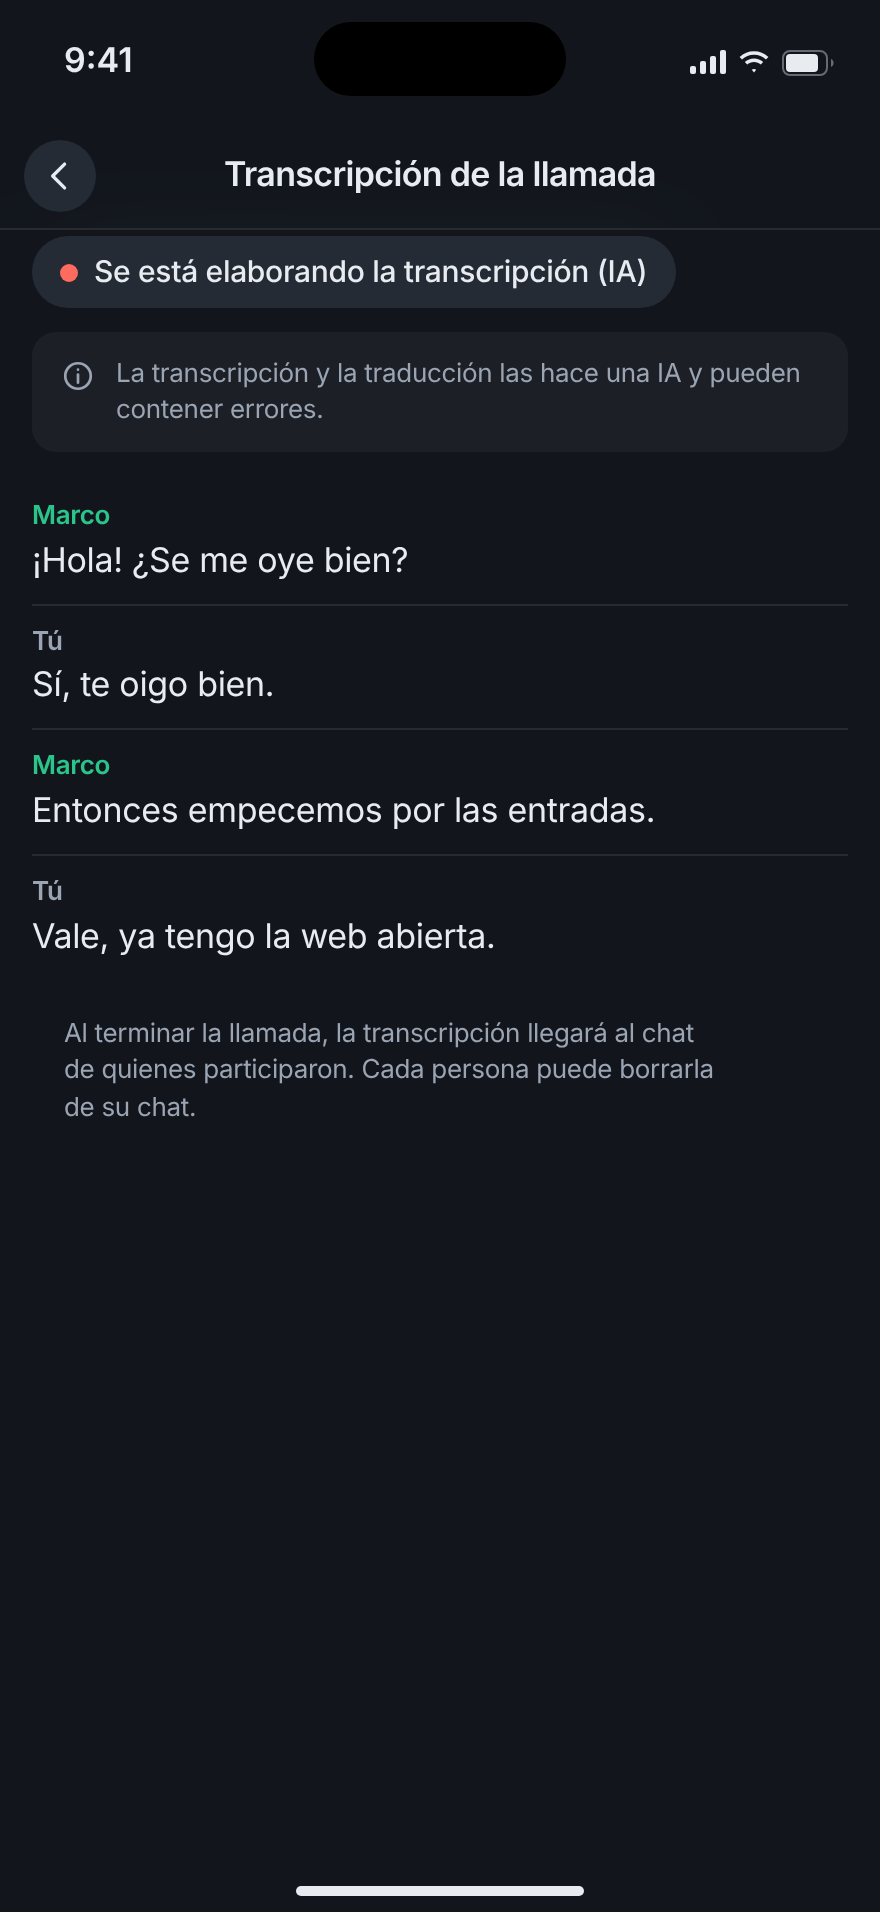 9:41
Transcripción de la llamada
Se está elaborando la transcripción (IA)
La transcripción y la traducción las hace una IA y pueden
contener errores.
Marco
¡Hola! ¿Se me oye bien?
Tú
Sí, te oigo bien.
Marco
Entonces empecemos por las entradas.
Tú
Vale, ya tengo la web abierta.
Al terminar la llamada, la transcripción llegará al chat
de quienes participaron. Cada persona puede borrarla
de su chat.